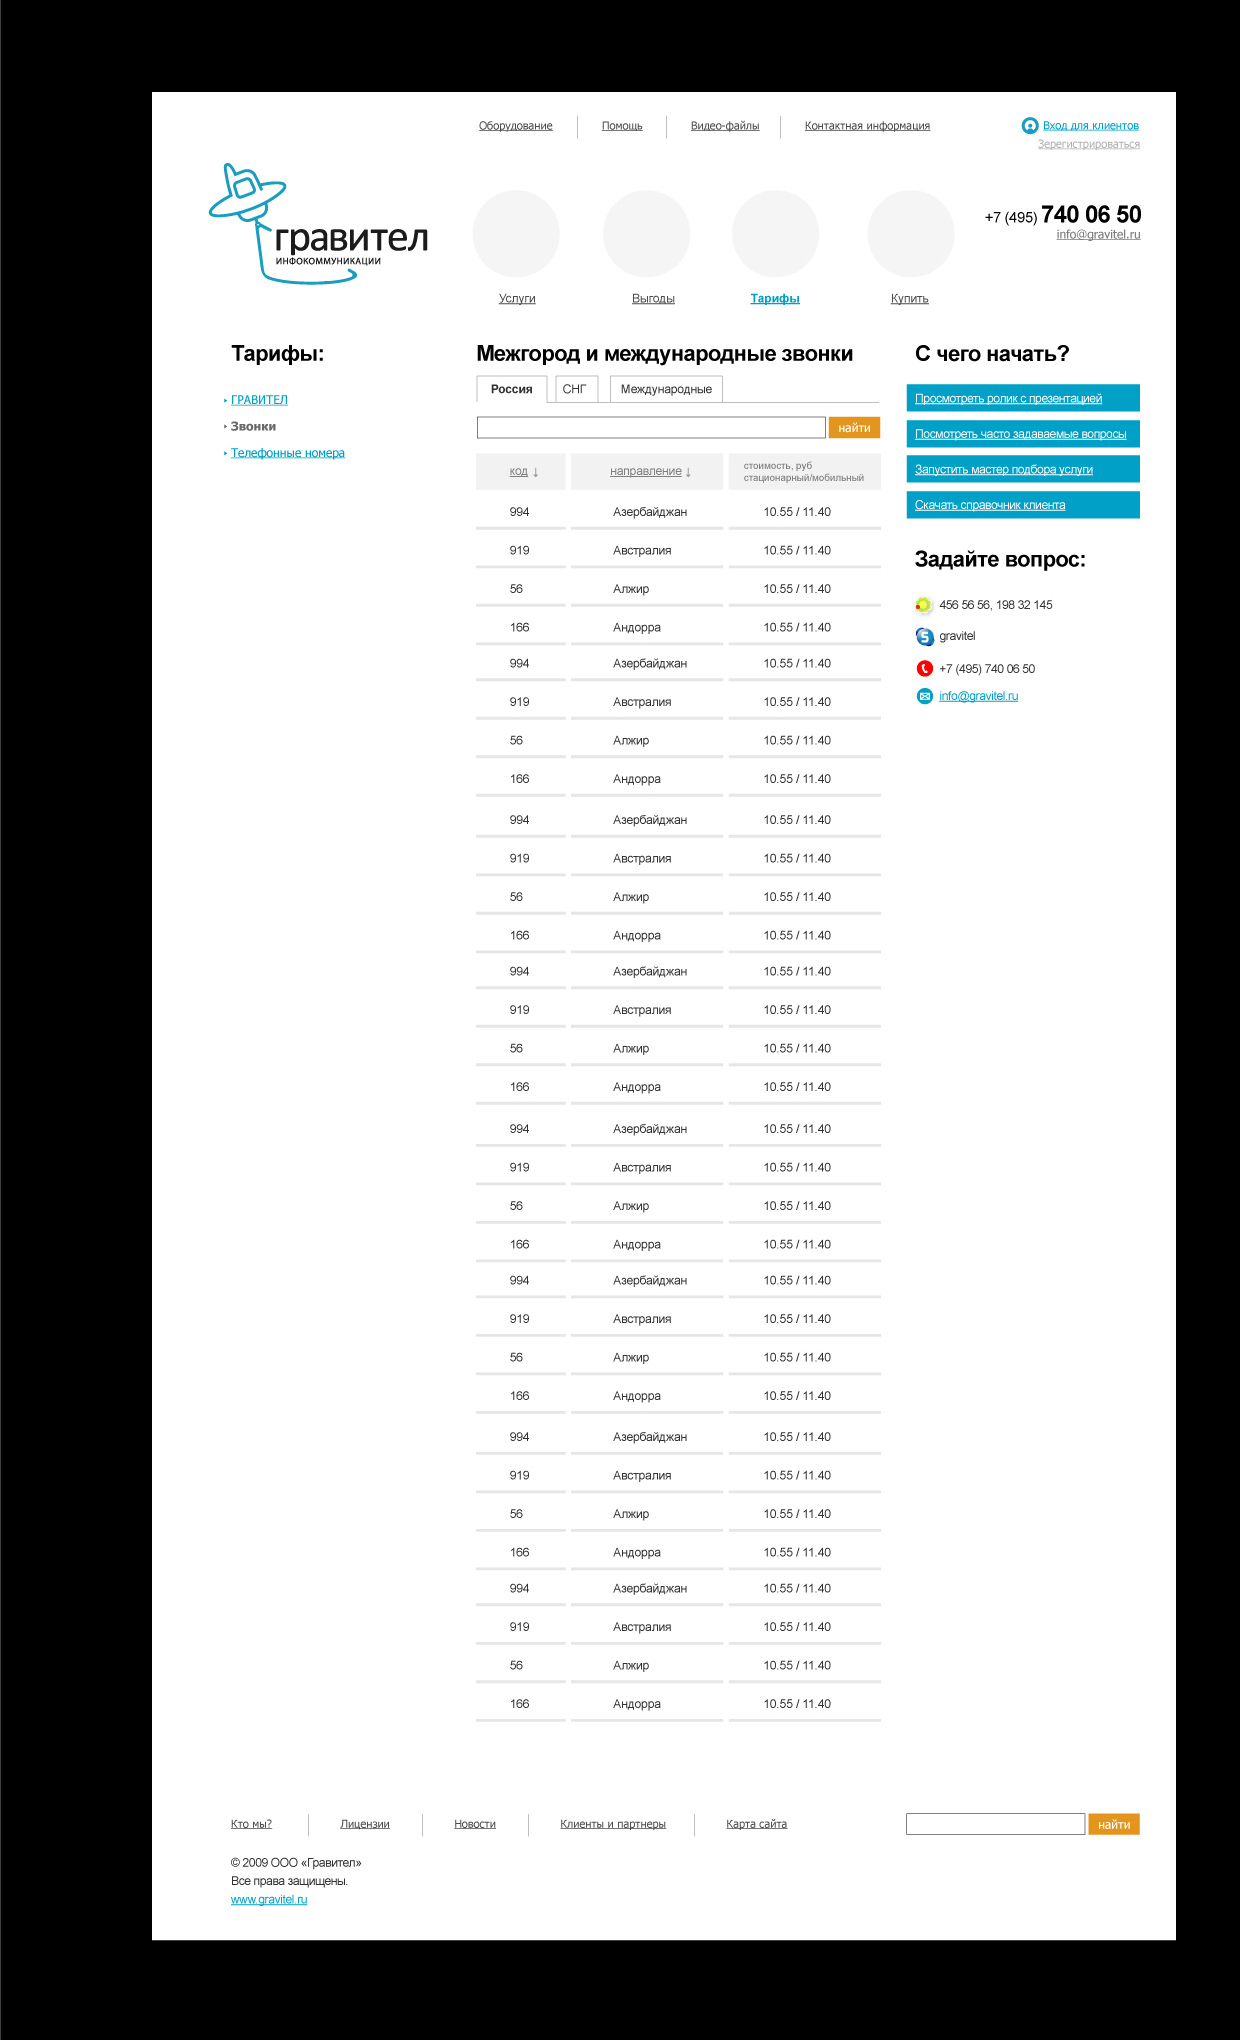 Оборудование
Помощь
Видео-файлы
Контактная информация
Вход для клиентов
Зерегистрироваться
гравител
ИНФОКОММУНИКАЦИИ
+7 (495) 740 06 50
info@gravitel.ru
Услуги
Выгоды
Тарифы
Купить
Тарифы:
ГРАВИТЕЛ
Звонки
Телефонные номера
Межгород и международные звонки
Россия
СНГ
Международные
найти
код ↓ направление ↓ стоимость, руб
стационарный/мобильный
994 Азербайджан 10.55 / 11.40
919 Австралия 10.55 / 11.40
56 Алжир 10.55 / 11.40
166 Андорра 10.55 / 11.40
994 Азербайджан 10.55 / 11.40
919 Австралия 10.55 / 11.40
56 Алжир 10.55 / 11.40
166 Андорра 10.55 / 11.40
994 Азербайджан 10.55 / 11.40
919 Австралия 10.55 / 11.40
56 Алжир 10.55 / 11.40
166 Андорра 10.55 / 11.40
994 Азербайджан 10.55 / 11.40
919 Австралия 10.55 / 11.40
56 Алжир 10.55 / 11.40
166 Андорра 10.55 / 11.40
994 Азербайджан 10.55 / 11.40
919 Австралия 10.55 / 11.40
56 Алжир 10.55 / 11.40
166 Андорра 10.55 / 11.40
994 Азербайджан 10.55 / 11.40
919 Австралия 10.55 / 11.40
56 Алжир 10.55 / 11.40
166 Андорра 10.55 / 11.40
994 Азербайджан 10.55 / 11.40
919 Австралия 10.55 / 11.40
56 Алжир 10.55 / 11.40
166 Андорра 10.55 / 11.40
994 Азербайджан 10.55 / 11.40
919 Австралия 10.55 / 11.40
56 Алжир 10.55 / 11.40
166 Андорра 10.55 / 11.40
С чего начать?
Просмотреть ролик с презентацией
Посмотреть часто задаваемые вопросы
Запустить мастер подбора услуги
Скачать справочник клиента
Задайте вопрос:
456 56 56, 198 32 145
gravitel
+7 (495) 740 06 50
info@gravitel.ru
Кто мы?
Лицензии
Новости
Клиенты и партнеры
Карта сайта
найти
© 2009 ООО «Гравител»
Все права защищены.
www.gravitel.ru